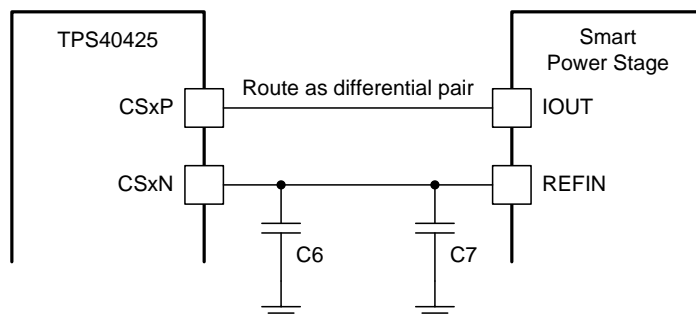 TPS40425
Smart
Power Stage
Route as differential pair
CSxP
IOUT
CSxN
REFIN
C6
C7